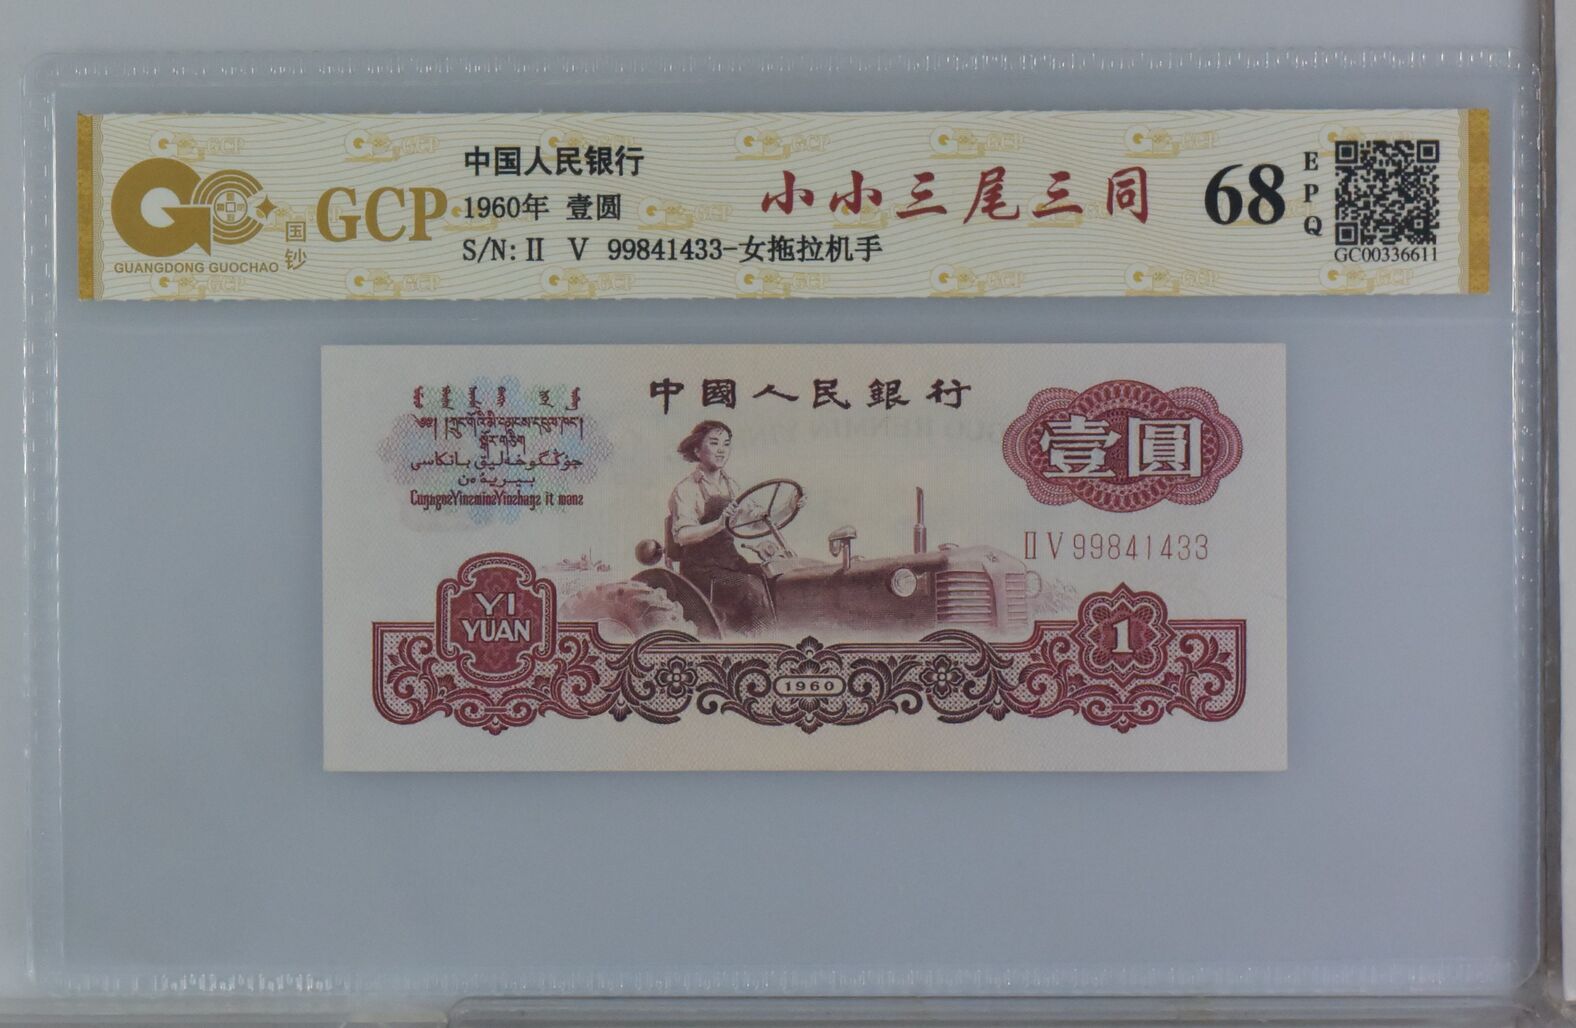 GUANGDONG GUOCHAO
国钞
GCP
中国人民银行
1960年 壹圆
S/N: II V 99841433-女拖拉机手
小小三尾三同
68
EPQ
GC00336611
中國人民銀行
壹圓
II V 99841433
YI
YUAN
1960
1